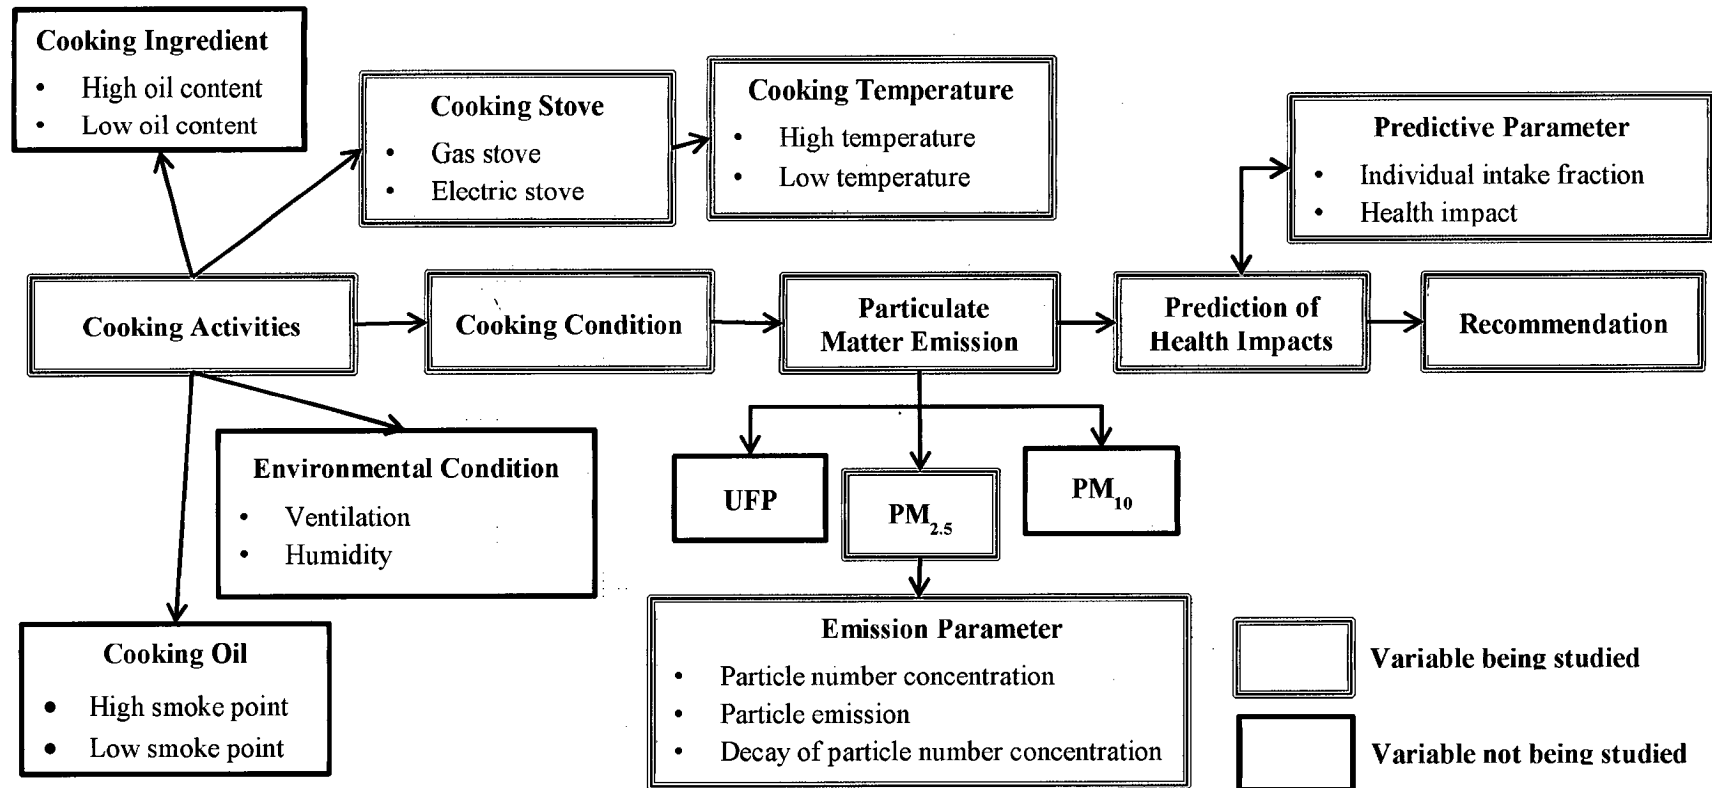 Cooking Ingredient
• High oil content
• Low oil content
Cooking Stove
• Gas stove
• Electric stove
Cooking Temperature
• High temperature
• Low temperature
Predictive Parameter
• Individual intake fraction
• Health impact
Cooking Activities
Cooking Condition
Particulate
Matter Emission
Prediction of
Health Impacts
Recommendation
Environmental Condition
• Ventilation
• Humidity
UFP
PM2.5
PM10
Cooking Oil
• High smoke point
• Low smoke point
Emission Parameter
• Particle number concentration
• Particle emission
• Decay of particle number concentration
Variable being studied
Variable not being studied